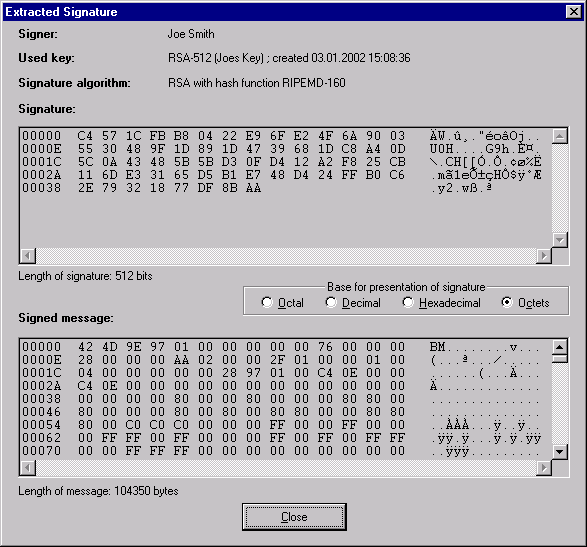 Extracted Signature
Signer: Joe Smith
Used key: RSA-512 (Joes Key) ; created 03.01.2002 15:08:36
Signature algorithm: RSA with hash function RIPEMD-160
Signature:
00000 C4 57 1C FB B8 04 22 E9 6F E2 4F 6A 90 03 ÄW.û¸."éoâOj..
0000E 55 30 48 9F 1D 89 1D 47 39 68 1D C8 A4 0D U0H....G9h.È¤.
0001C 5C 0A 43 48 5B 5B D3 0F D4 12 A2 F8 25 CB \.CH[[Ó.Ô.¢ø%Ë
0002A 11 6D E3 31 65 D5 B1 E7 48 D4 24 FF B0 C6 .mã1eÕ±çHÔ$ÿ°Æ
00038 2E 79 32 18 77 DF 8B AA .y2.wß.ª
Length of signature: 512 bits
Base for presentation of signature
Octal Decimal Hexadecimal Octets
Signed message:
00000 42 4D 9E 97 01 00 00 00 00 00 76 00 00 00 BM........v...
0000E 28 00 00 00 AA 02 00 00 2F 01 00 00 01 00 (...ª.../.....
0001C 04 00 00 00 00 00 28 97 01 00 C4 0E 00 00 ......(...Ä...
0002A C4 0E 00 00 00 00 00 00 00 00 00 00 00 00 Ä.............
00038 00 00 00 00 80 00 00 80 00 00 00 80 80 00 ..............
00046 80 00 00 00 80 00 80 00 80 80 00 00 80 80 ..............
00054 80 00 C0 C0 C0 00 00 00 FF 00 00 FF 00 00 ..ÀÀÀ...ÿ..ÿ..
00062 00 FF FF 00 FF 00 00 00 FF 00 FF 00 FF FF .ÿÿ.ÿ...ÿ.ÿ.ÿÿ
00070 00 00 FF FF FF 00 00 00 00 00 00 00 00 00 ..ÿÿÿ.........
Length of message: 104350 bytes
Close